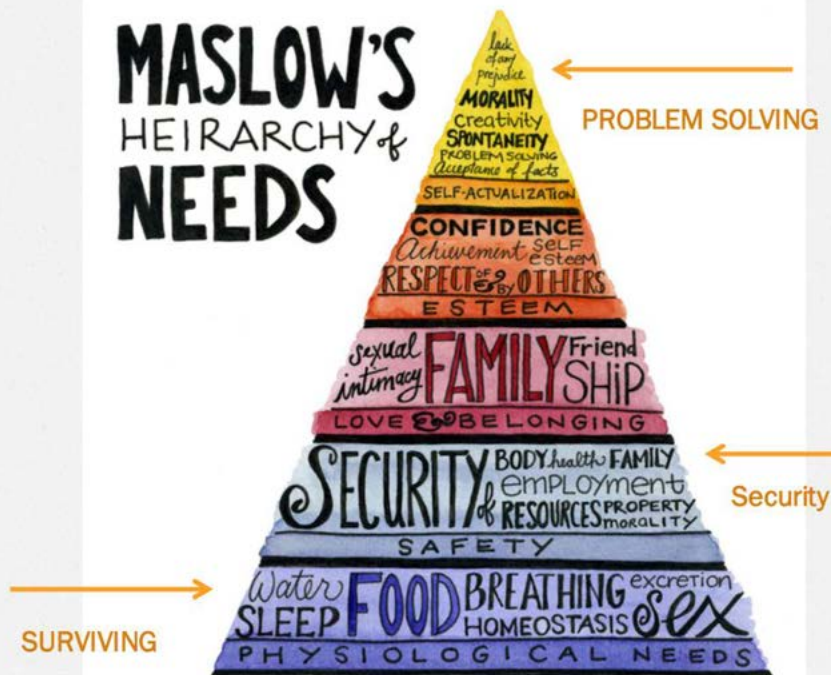 MASLOW'S
HEIRARCHY of
NEEDS
lack
of any
prejudice
MORALITY
Creativity
SPONTANEITY
PROBLEM SOLVING
Acceptance of facts
SELF-ACTUALIZATION
PROBLEM SOLVING
CONFIDENCE
Achievement SELF esteem
RESPECT OF & BY OTHERS
ESTEEM
sexual intimacy FAMILY Friend SHiP
LOVE & BELONGING
SECURITY of BODY health FAMILY
emPLOYment
RESOURCES PROPERTY mORALITY
SAFETY
Security
Water FOOD BREATHING excretion
SLEEP HOMEOSTASIS sex
PHYSIOLOGICAL NEEDS
SURVIVING